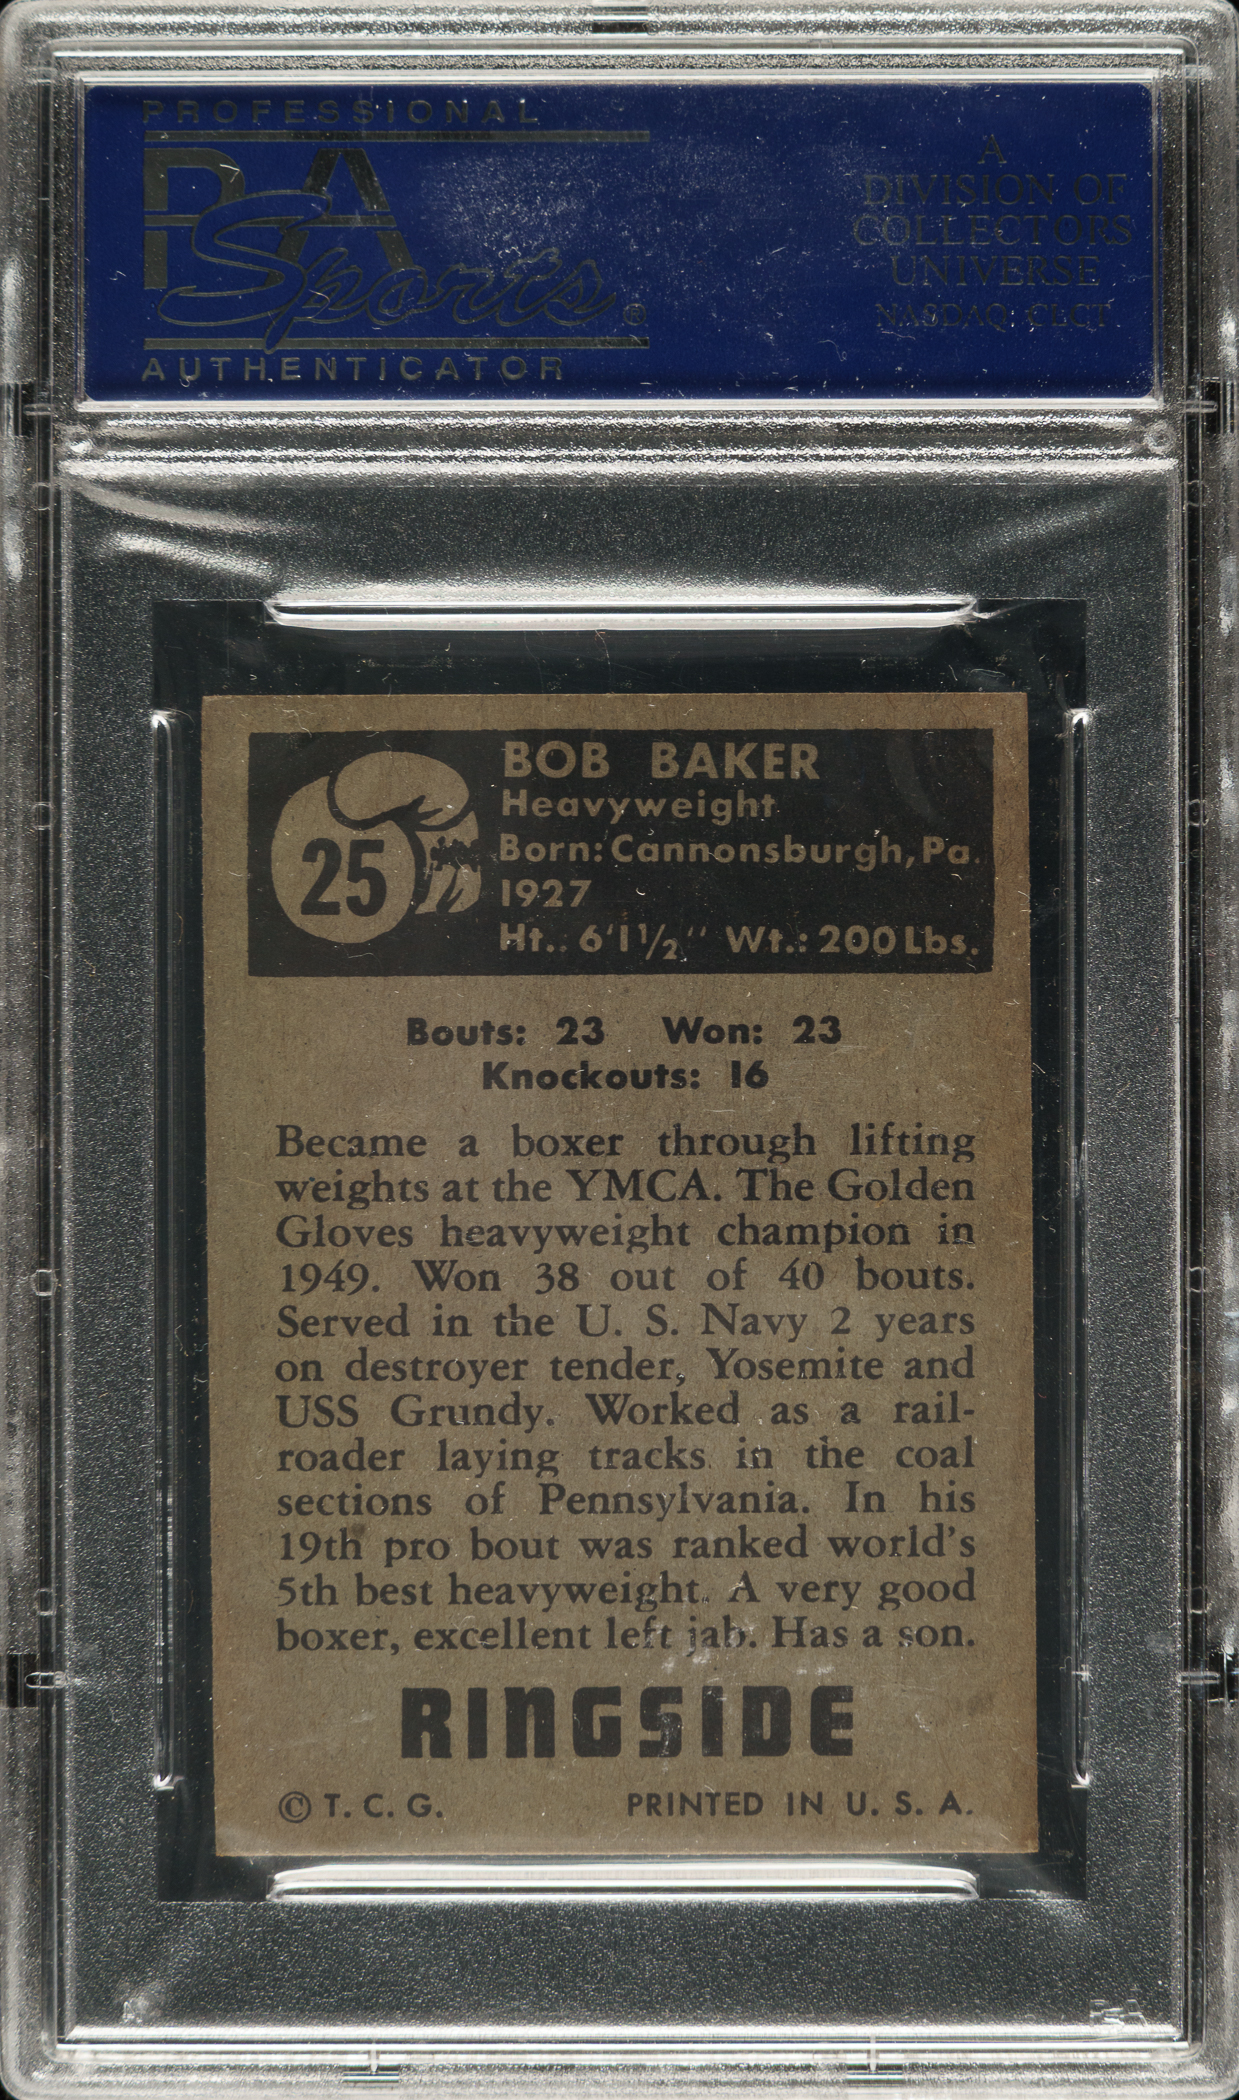 PROFESSIONAL
PSA
Sports®
AUTHENTICATOR
A
DIVISION OF
COLLECTORS
UNIVERSE
NASDAQ: CLCT
25
BOB BAKER
Heavyweight
Born: Cannonsburgh, Pa.
1927
Ht.: 6'1½" Wt.: 200 Lbs.
Bouts: 23 Won: 23
Knockouts: 16
Became a boxer through lifting
weights at the YMCA. The Golden
Gloves heavyweight champion in
1949. Won 38 out of 40 bouts.
Served in the U. S. Navy 2 years
on destroyer tender, Yosemite and
USS Grundy. Worked as a rail-
roader laying tracks in the coal
sections of Pennsylvania. In his
19th pro bout was ranked world's
5th best heavyweight. A very good
boxer, excellent left jab. Has a son.
RINGSIDE
© T. C. G. PRINTED IN U. S. A.
PSA